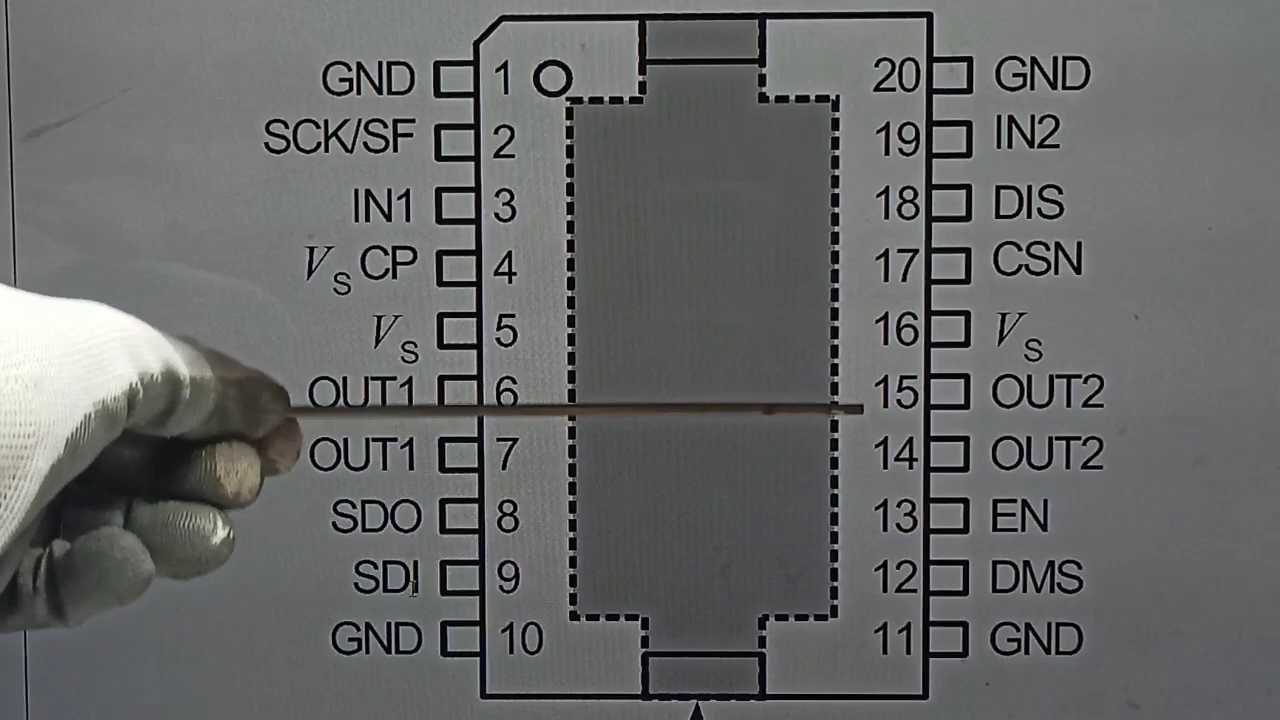 GND 1 20 GND
SCK/SF 2 19 IN2
IN1 3 18 DIS
VS CP 4 17 CSN
VS 5 16 VS
OUT1 6 15 OUT2
OUT1 7 14 OUT2
SDO 8 13 EN
SDI 9 12 DMS
GND 10 11 GND